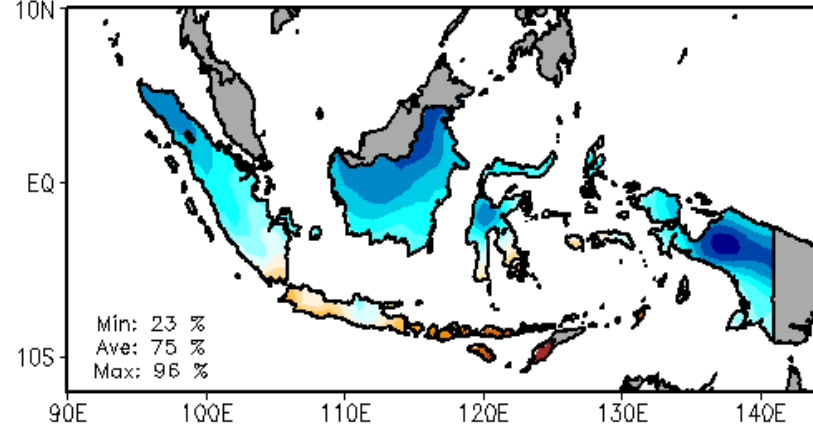 10N
EQ
10S
Min: 23 %
Ave: 75 %
Max: 96 %
90E 100E 110E 120E 130E 140E